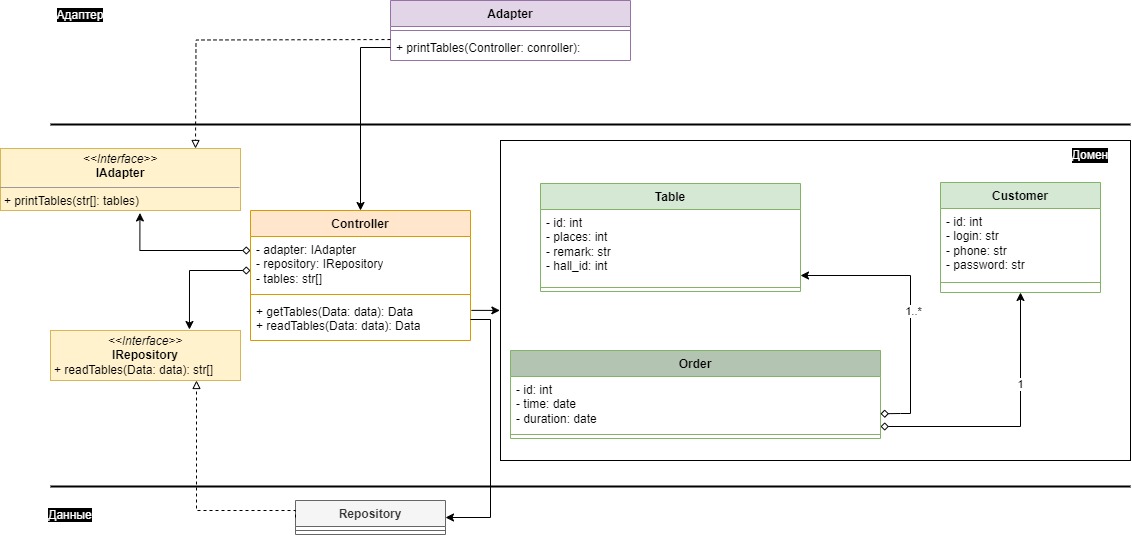 Адаптер
Adapter
+ printTables(Controller: conroller):
<<Interface>>
IAdapter
+ printTables(str[]: tables)
Controller
- adapter: IAdapter
- repository: IRepository
- tables: str[]
+ getTables(Data: data): Data
+ readTables(Data: data): Data
<<Interface>>
IRepository
+ readTables(Data: data): str[]
Домен
Table
- id: int
- places: int
- remark: str
- hall_id: int
Customer
- id: int
- login: str
- phone: str
- password: str
1..*
1
Order
- id: int
- time: date
- duration: date
Данные
Repository